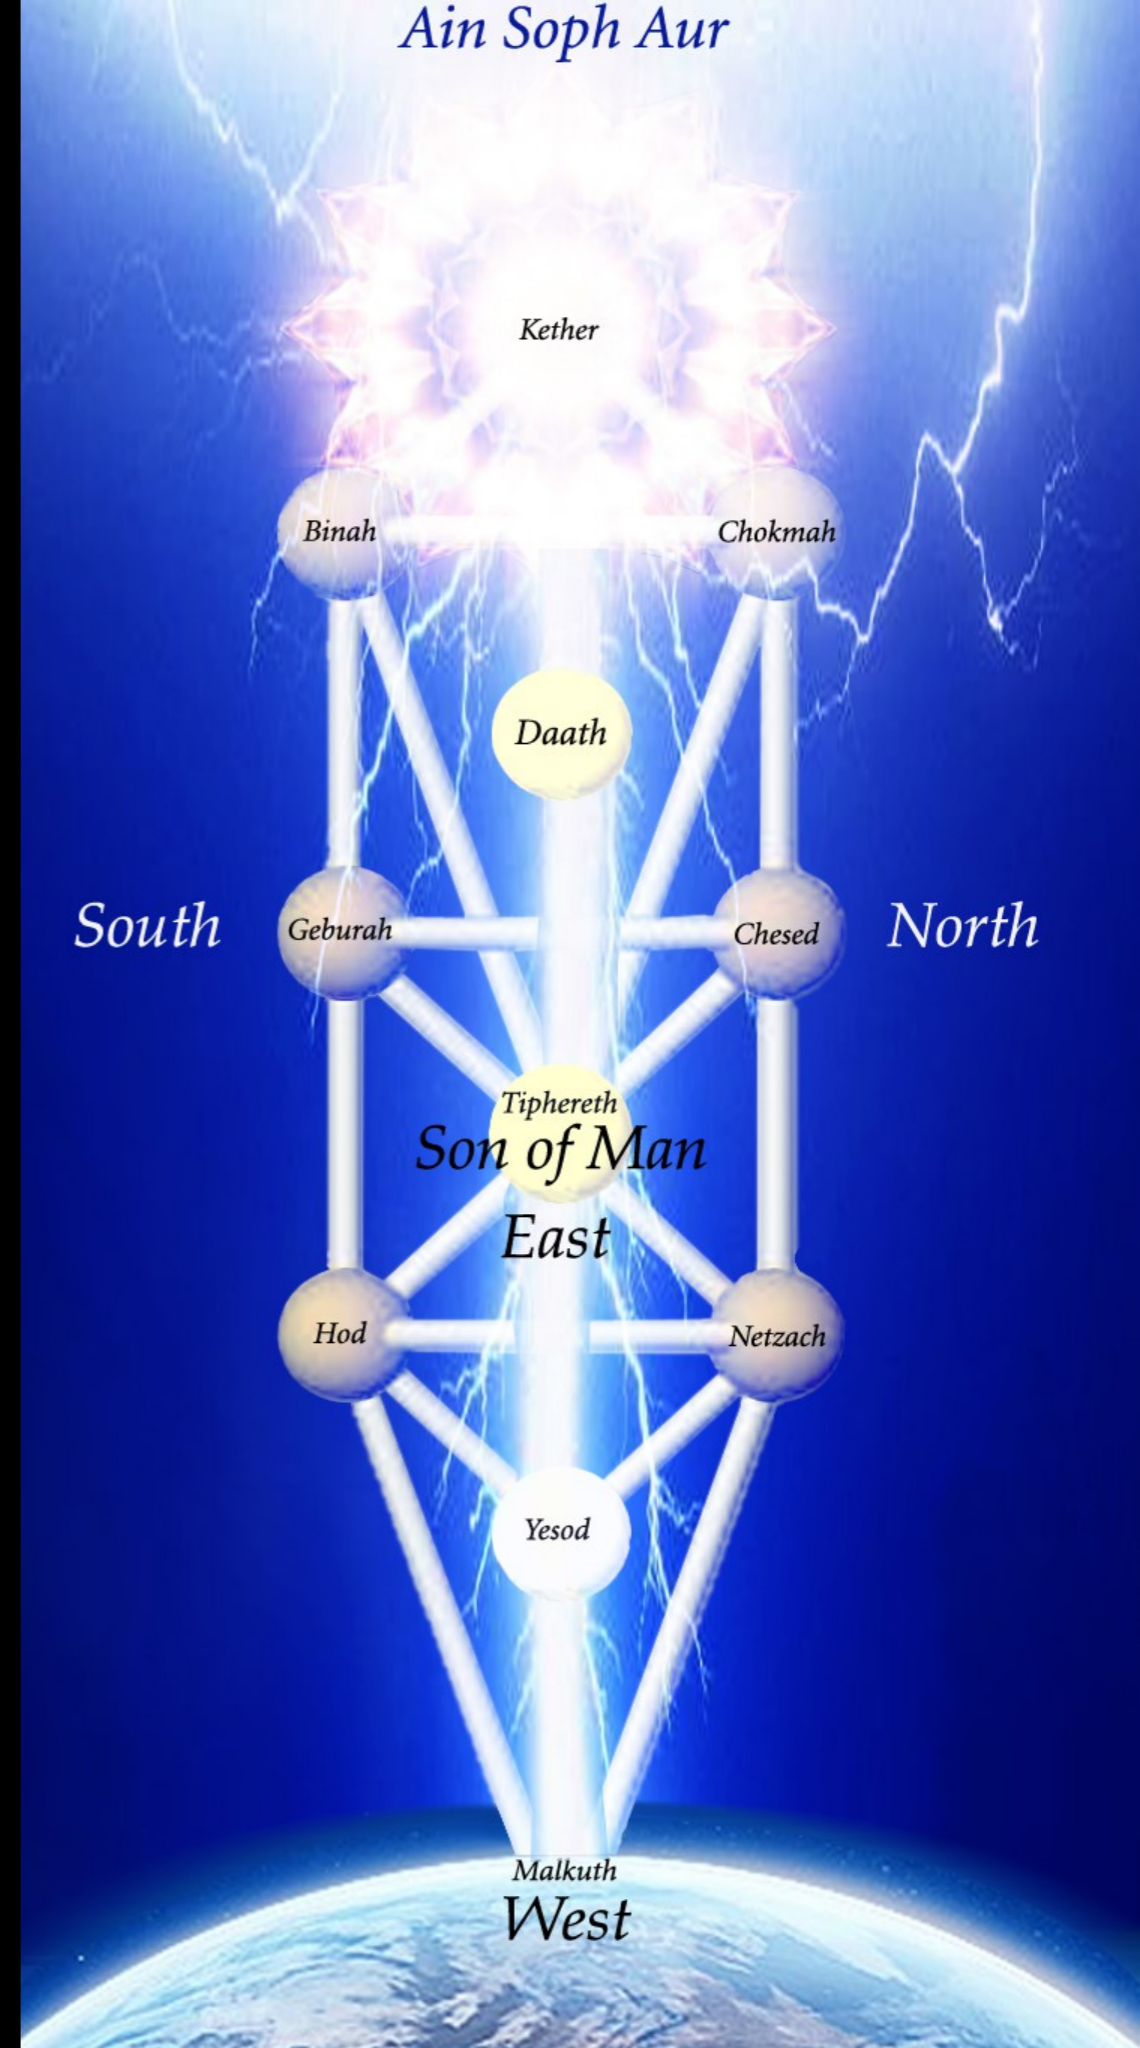 Ain Soph Aur
Kether
Binah
Chokmah
Daath
South
Geburah
Chesed
North
Tiphereth
Son of Man
East
Hod
Netzach
Yesod
Malkuth
West